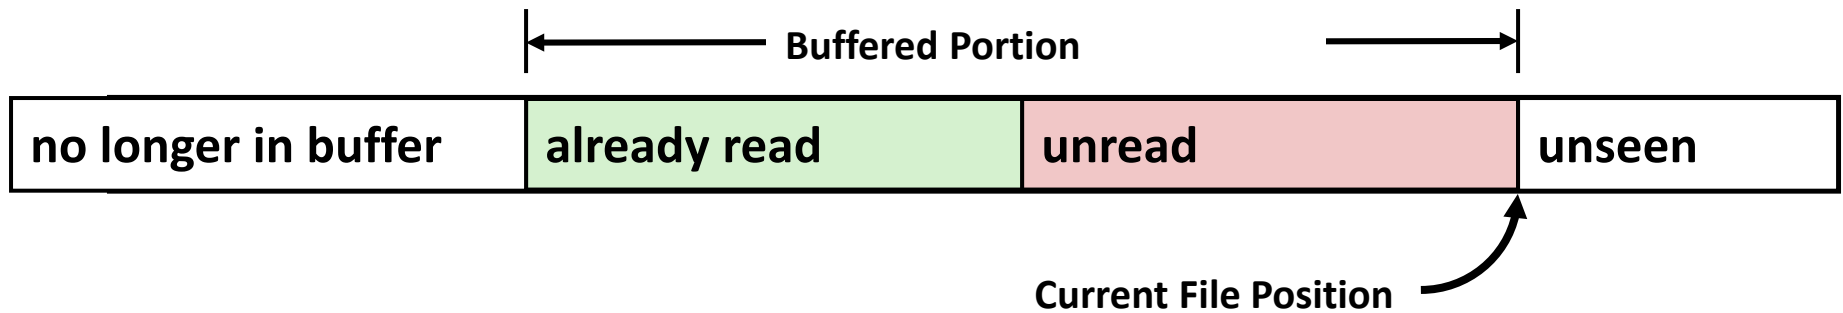 Buffered Portion
no longer in buffer already read unread unseen
Current File Position